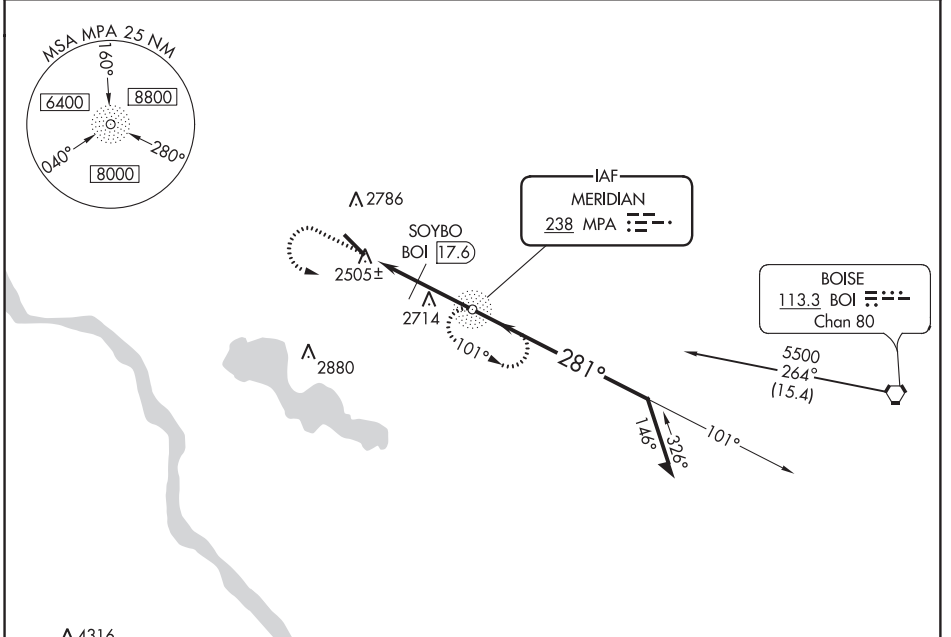 MSA MPA 25 NM
160°
6400
8800
040°
280°
8000
2786
SOYBO
BOI 17.6
2505±
2714
2880
IAF
MERIDIAN
238 MPA
BOISE
113.3 BOI
Chan 80
5500
264°
(15.4)
101°
281°
101°
146°
326°
4316